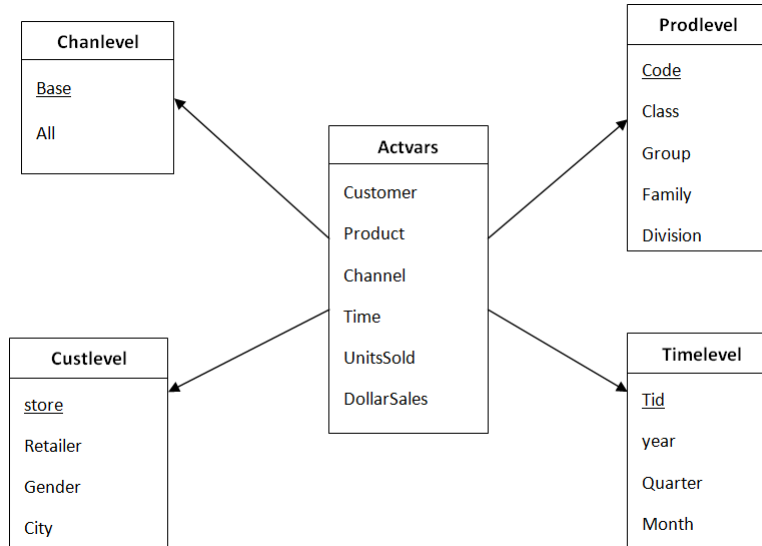 Chanlevel
Base
All
Prodlevel
Code
Class
Group
Family
Division
Actvars
Customer
Product
Channel
Time
UnitsSold
DollarSales
Custlevel
store
Retailer
Gender
City
Timelevel
Tid
year
Quarter
Month